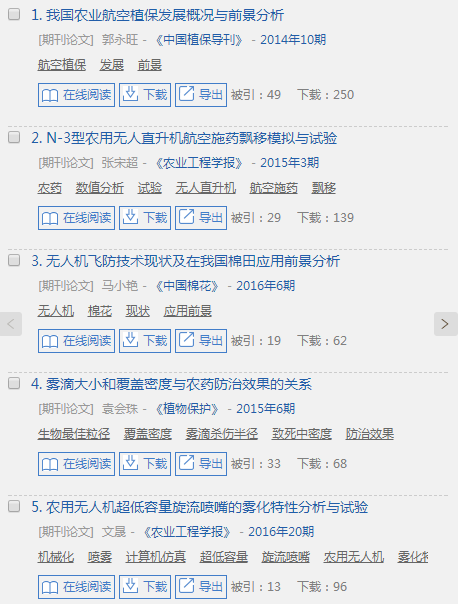 1. 我国农业航空植保发展概况与前景分析
[期刊论文] 郭永旺 - 《中国植保导刊》 - 2014年10期
航空植保 发展 前景
在线阅读 下载 导出 被引：49 下载：250
2. N-3型农用无人直升机航空施药飘移模拟与试验
[期刊论文] 张宋超 - 《农业工程学报》 - 2015年3期
农药 数值分析 试验 无人直升机 航空施药 飘移
在线阅读 下载 导出 被引：29 下载：139
3. 无人机飞防技术现状及在我国棉田应用前景分析
[期刊论文] 马小艳 - 《中国棉花》 - 2016年6期
无人机 棉花 现状 应用前景
在线阅读 下载 导出 被引：19 下载：62
4. 雾滴大小和覆盖密度与农药防治效果的关系
[期刊论文] 袁会珠 - 《植物保护》 - 2015年6期
生物最佳粒径 覆盖密度 雾滴杀伤半径 致死中密度 防治效果
在线阅读 下载 导出 被引：33 下载：68
5. 农用无人机超低容量旋流喷嘴的雾化特性分析与试验
[期刊论文] 文晟 - 《农业工程学报》 - 2016年20期
机械化 喷雾 计算机仿真 超低容量 旋流喷嘴 农用无人机 雾化
在线阅读 下载 导出 被引：13 下载：96